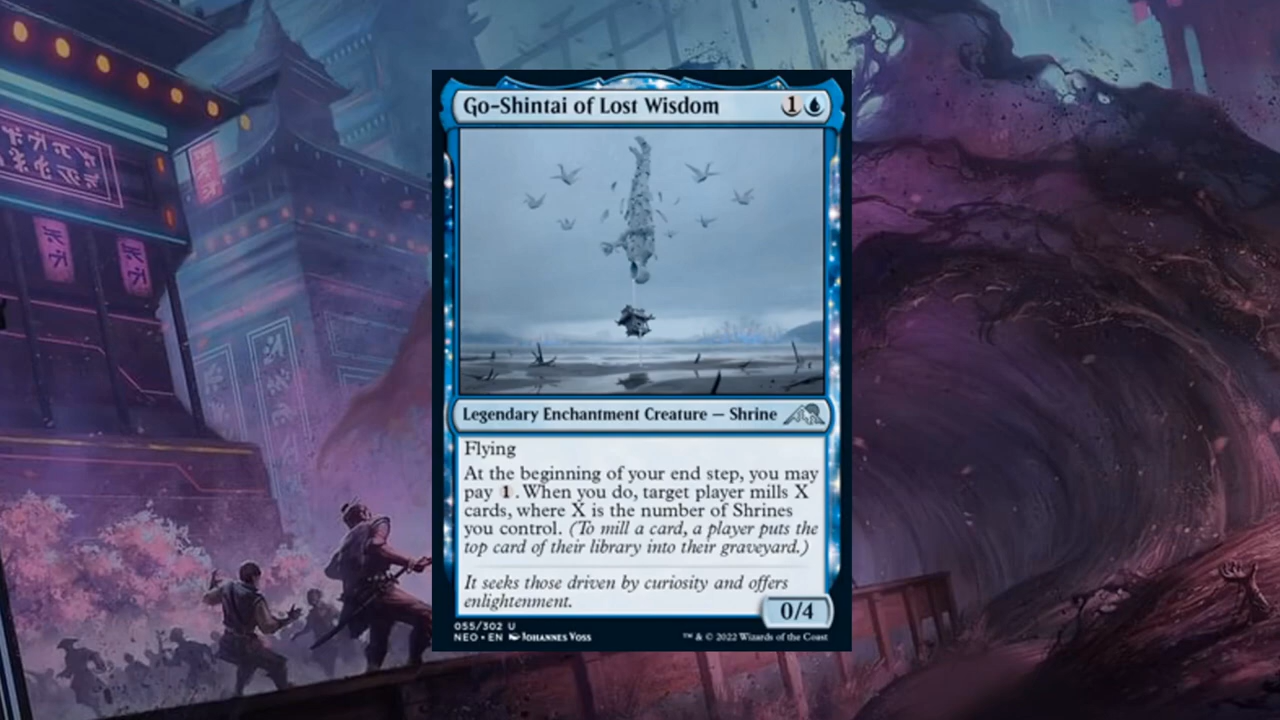 Go-Shintai of Lost Wisdom 1
Legendary Enchantment Creature — Shrine
Flying
At the beginning of your end step, you may
pay 1. When you do, target player mills X
cards, where X is the number of Shrines
you control. (To mill a card, a player puts the
top card of their library into their graveyard.)
It seeks those driven by curiosity and offers
enlightenment.
0/4
055/302 U
NEO • EN Johannes Voss
™ & © 2022 Wizards of the Coast